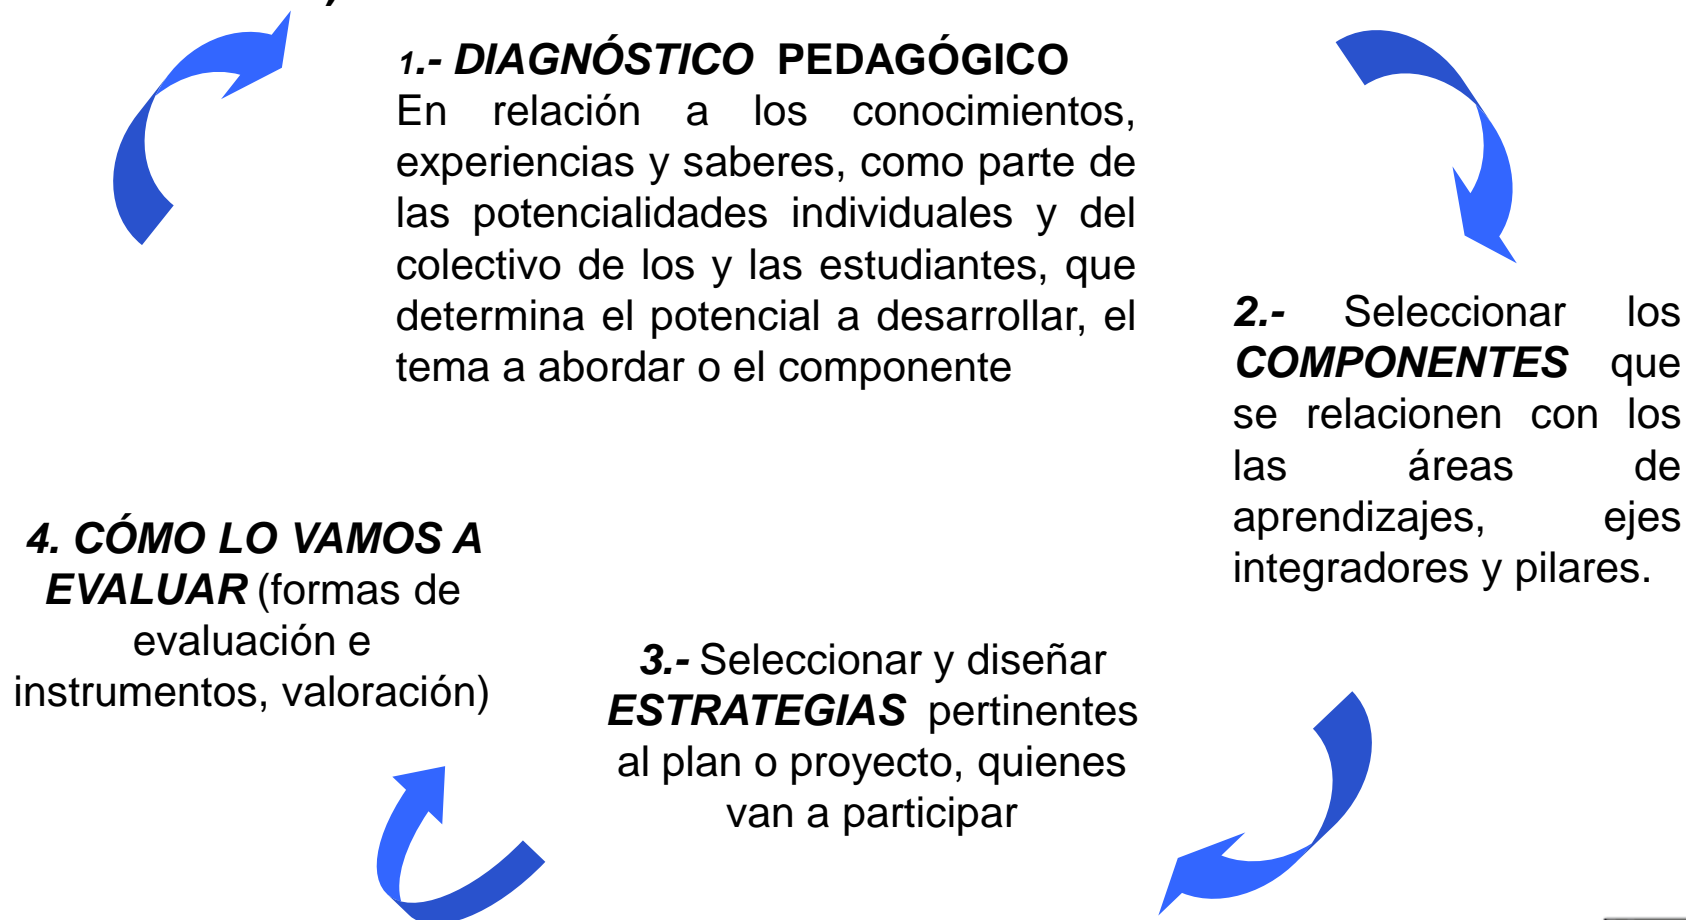 1.- DIAGNÓSTICO PEDAGÓGICO
En relación a los conocimientos,
experiencias y saberes, como parte de
las potencialidades individuales y del
colectivo de los y las estudiantes, que
determina el potencial a desarrollar, el
tema a abordar o el componente
2.- Seleccionar los
COMPONENTES que
se relacionen con los
las áreas de
aprendizajes, ejes
integradores y pilares.
3.- Seleccionar y diseñar
ESTRATEGIAS pertinentes
al plan o proyecto, quienes
van a participar
4. CÓMO LO VAMOS A
EVALUAR (formas de
evaluación e
instrumentos, valoración)